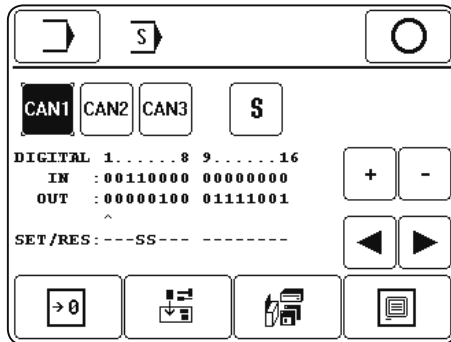 S
CAN1 CAN2 CAN3 S
DIGITAL 1......8 9......16
IN :00110000 00000000
OUT :00000100 01111001
^
SET/RES:---SS--- --------
+ -
→0